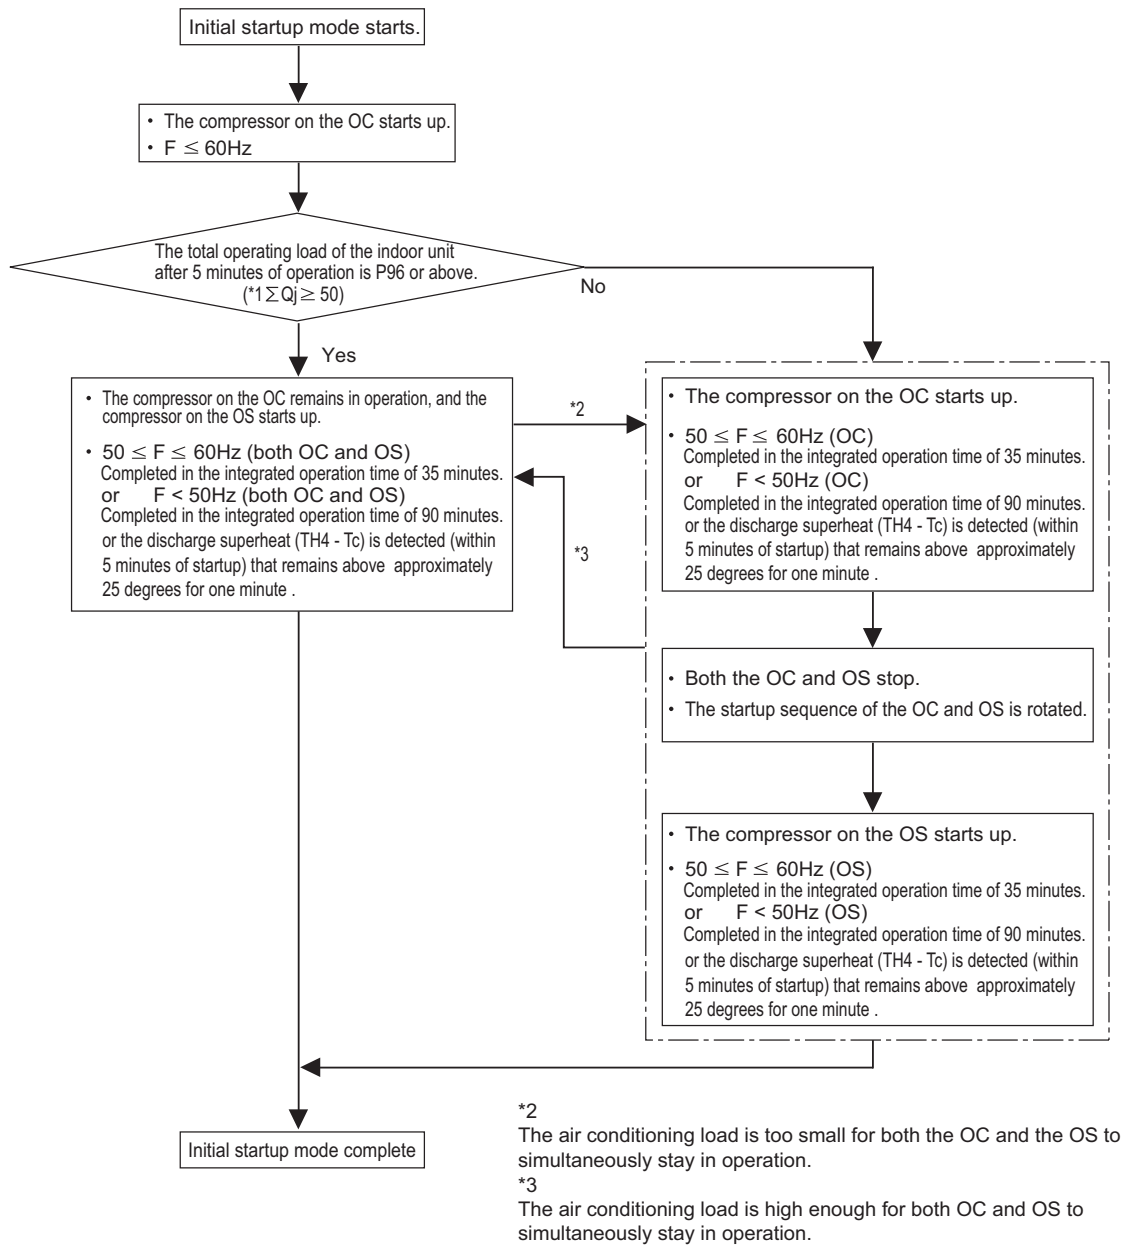 Initial startup mode starts.
・ The compressor on the OC starts up.
・ F ≤ 60Hz
The total operating load of the indoor unit
after 5 minutes of operation is P96 or above.
(*1∑Qj ≥ 50)
No
Yes
・ The compressor on the OC remains in operation, and the
compressor on the OS starts up.
・ 50 ≤ F ≤ 60Hz (both OC and OS)
Completed in the integrated operation time of 35 minutes.
or F < 50Hz (both OC and OS)
Completed in the integrated operation time of 90 minutes.
or the discharge superheat (TH4 - Tc) is detected (within
5 minutes of startup) that remains above approximately
25 degrees for one minute .
*2
*3
・ The compressor on the OC starts up.
・ 50 ≤ F ≤ 60Hz (OC)
Completed in the integrated operation time of 35 minutes.
or F < 50Hz (OC)
Completed in the integrated operation time of 90 minutes.
or the discharge superheat (TH4 - Tc) is detected (within
5 minutes of startup) that remains above approximately
25 degrees for one minute .
・ Both the OC and OS stop.
・ The startup sequence of the OC and OS is rotated.
・ The compressor on the OS starts up.
・ 50 ≤ F ≤ 60Hz (OS)
Completed in the integrated operation time of 35 minutes.
or F < 50Hz (OS)
Completed in the integrated operation time of 90 minutes.
or the discharge superheat (TH4 - Tc) is detected (within
5 minutes of startup) that remains above approximately
25 degrees for one minute .
Initial startup mode complete
*2
The air conditioning load is too small for both the OC and the OS to
simultaneously stay in operation.
*3
The air conditioning load is high enough for both OC and OS to
simultaneously stay in operation.